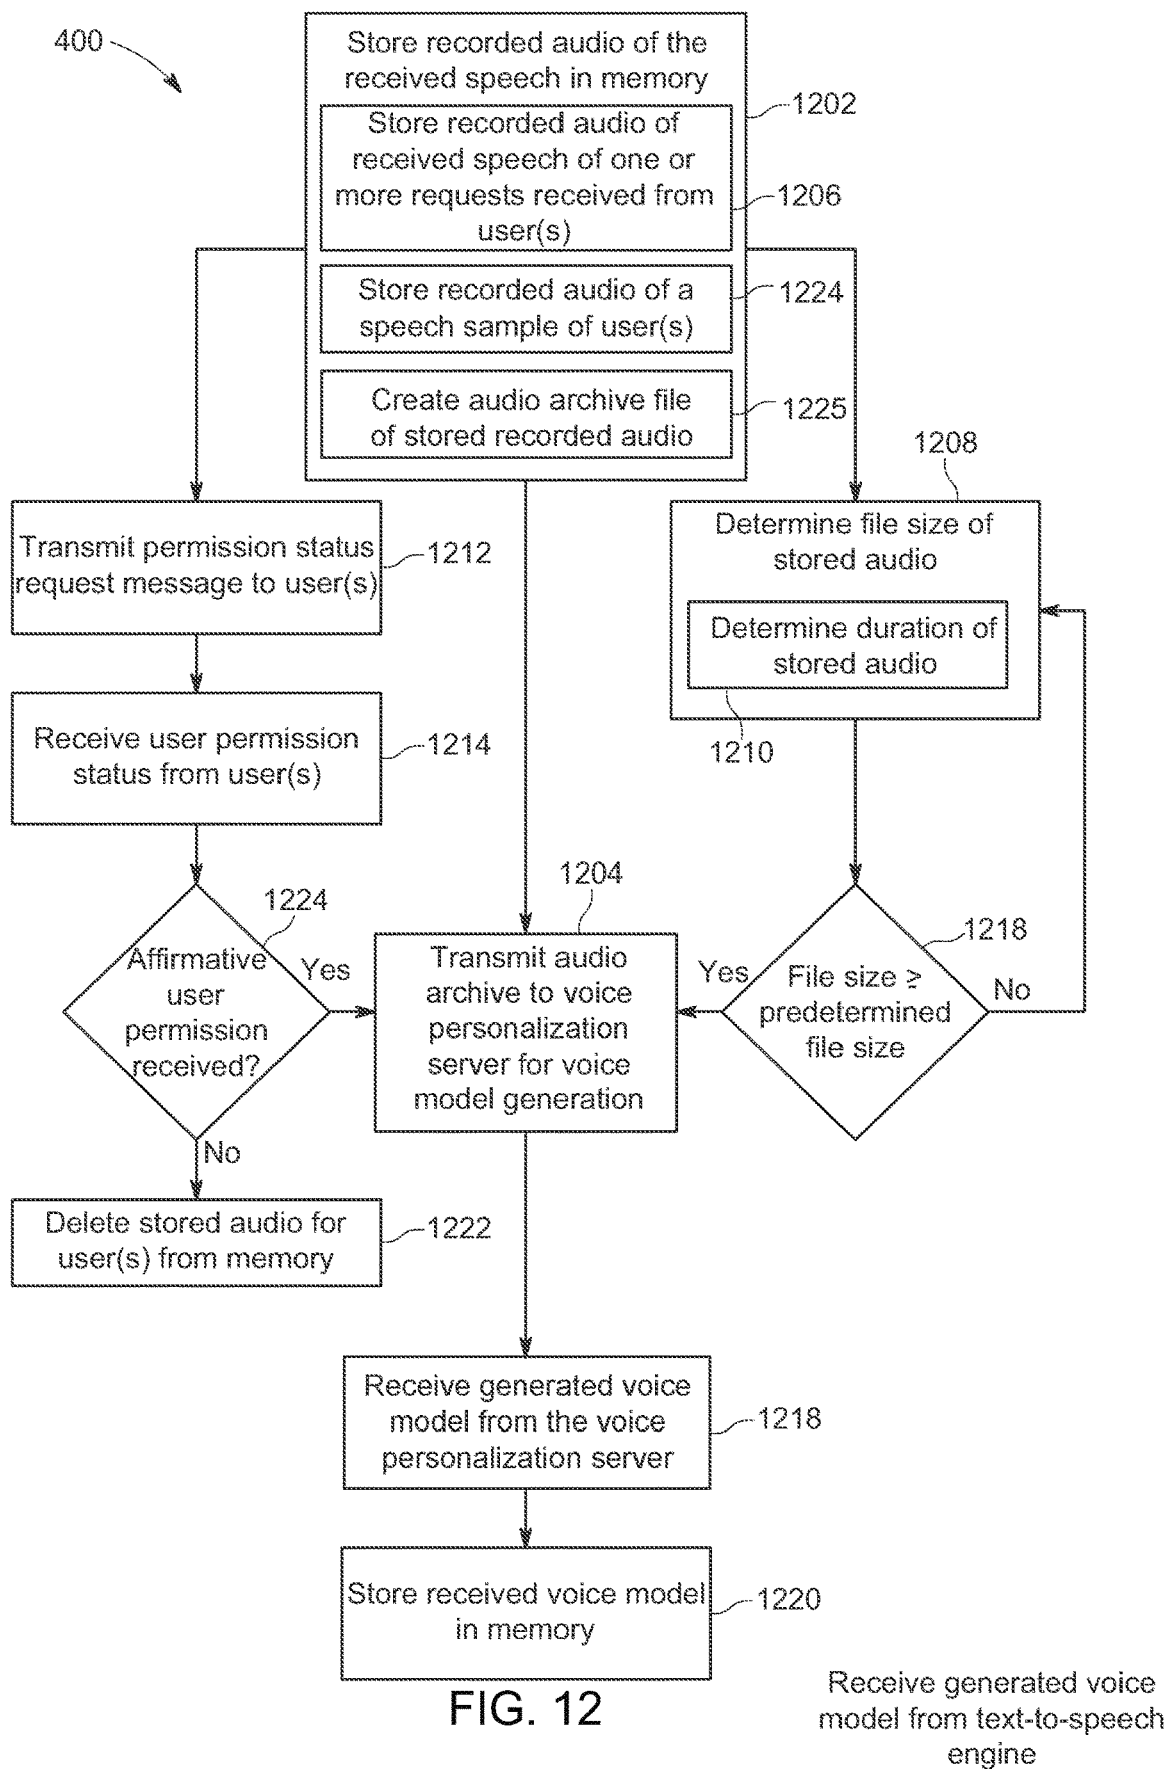 400
Store recorded audio of the
received speech in memory
1202
Store recorded audio of
received speech of one or
more requests received from
user(s)
1206
Store recorded audio of a
speech sample of user(s)
1224
Create audio archive file
of stored recorded audio
1225
Transmit permission status
request message to user(s)
1212
Receive user permission
status from user(s)
1214
Affirmative
user
permission
received?
1224
Yes
No
Delete stored audio for
user(s) from memory
1222
1208
Determine file size of
stored audio
Determine duration of
stored audio
1210
File size ≥
predetermined
file size
1218
Yes
No
1204
Transmit audio
archive to voice
personalization
server for voice
model generation
Receive generated voice
model from the voice
personalization server
1218
Store received voice model
in memory
1220
FIG. 12
Receive generated voice
model from text-to-speech
engine